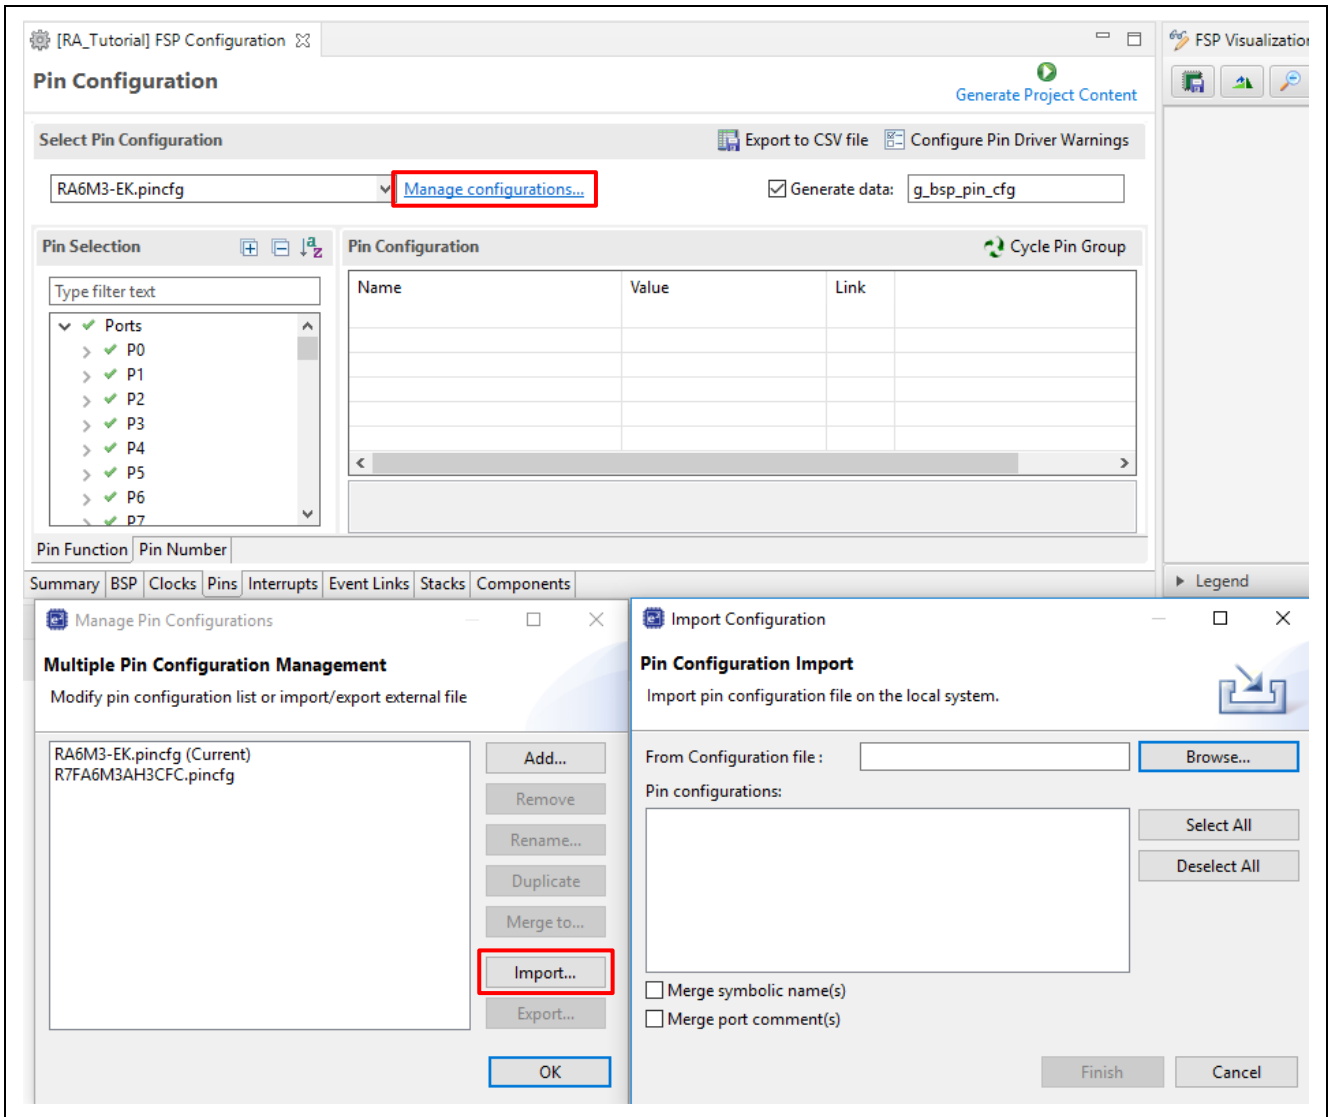 [RA_Tutorial] FSP Configuration
FSP Visualization
Pin Configuration
Generate Project Content
Select Pin Configuration
Export to CSV file
Configure Pin Driver Warnings
RA6M3-EK.pincfg
Manage configurations...
Generate data:
g_bsp_pin_cfg
Pin Selection
Pin Configuration
Cycle Pin Group
Type filter text
Name Value Link
Ports
P0
P1
P2
P3
P4
P5
P6
P7
Pin Function Pin Number
Summary BSP Clocks Pins Interrupts Event Links Stacks Components
Legend
Manage Pin Configurations
Multiple Pin Configuration Management
Modify pin configuration list or import/export external file
RA6M3-EK.pincfg (Current)
R7FA6M3AH3CFC.pincfg
Add...
Remove
Rename...
Duplicate
Merge to...
Import...
Export...
OK
Import Configuration
Pin Configuration Import
Import pin configuration file on the local system.
From Configuration file :
Browse...
Pin configurations:
Select All
Deselect All
Merge symbolic name(s)
Merge port comment(s)
Finish
Cancel